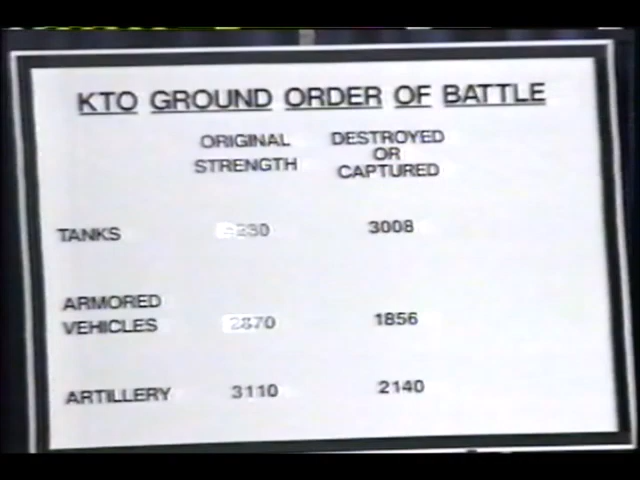 KTO GROUND ORDER OF BATTLE
ORIGINAL STRENGTH
DESTROYED OR CAPTURED
TANKS 3008
ARMORED
VEHICLES 2870 1856
ARTILLERY 3110 2140